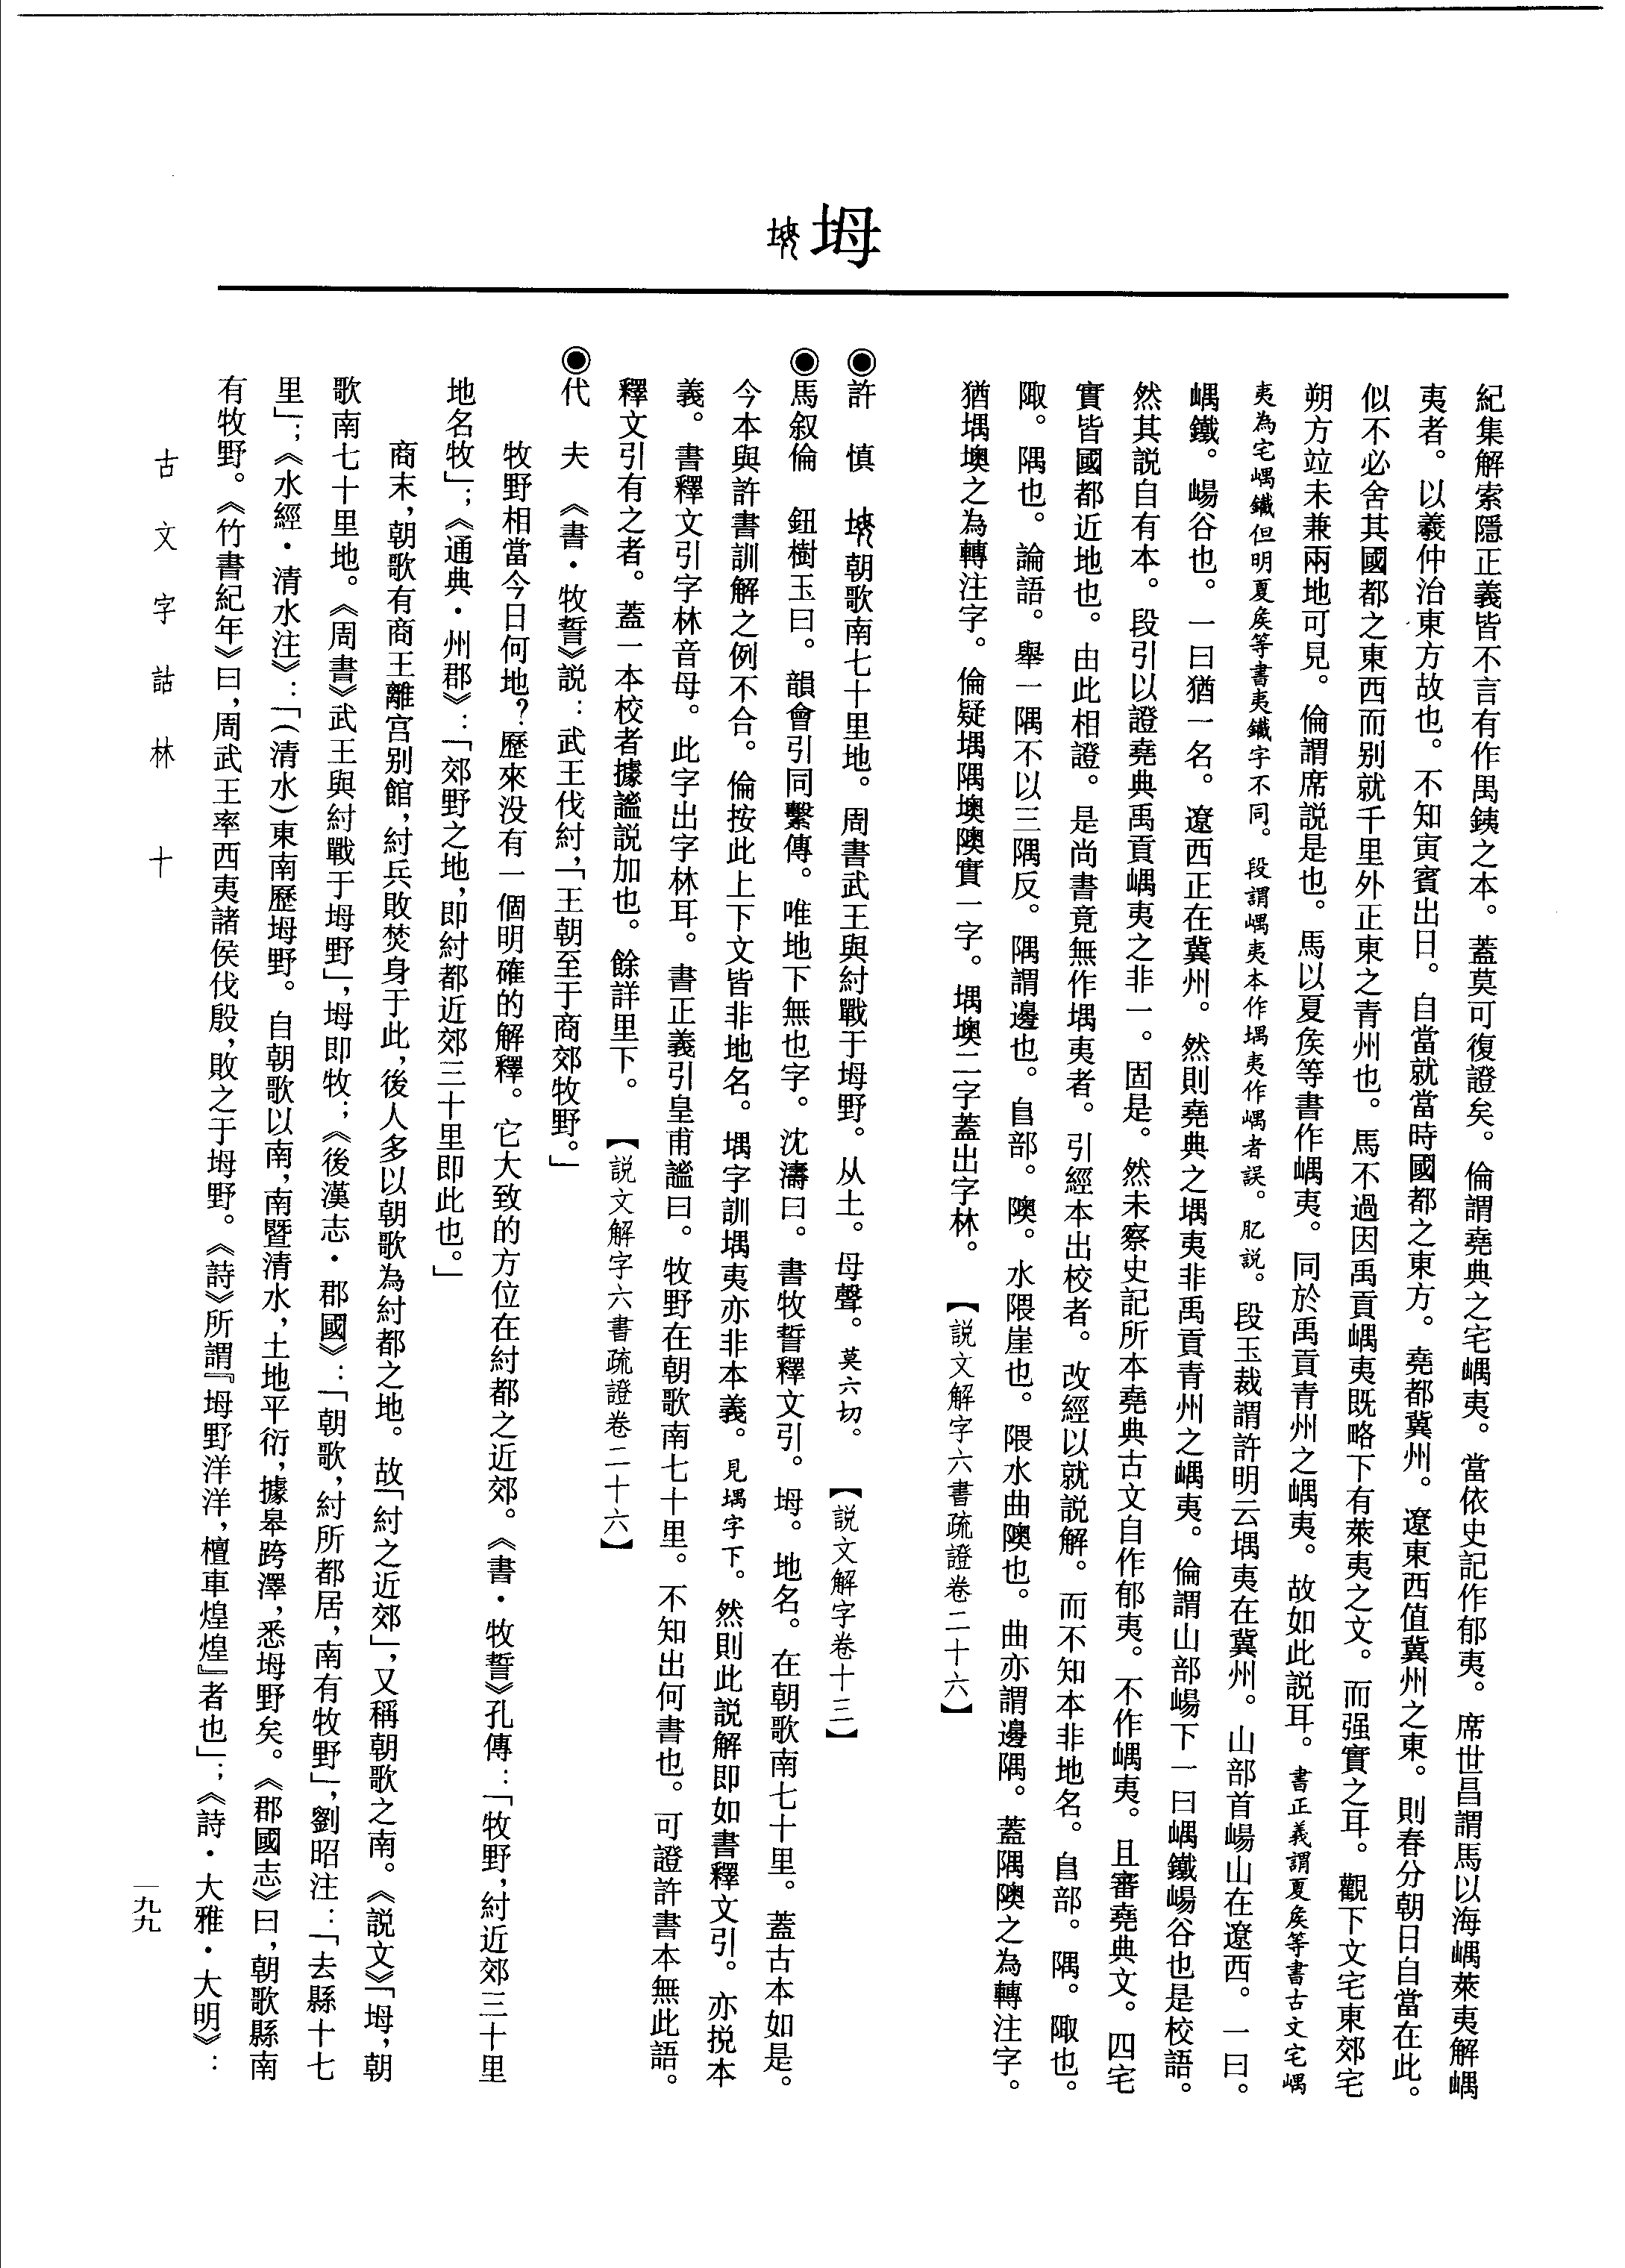 坶
紀集解索隱正義皆不言有作禺銕之本。蓋莫可復證矣。倫謂堯典之宅嵎夷。當依史記作郁夷。席世昌謂馬以海嵎萊夷解嵎
夷者。以羲仲治東方故也。不知寅賓出日。自當就當時國都之東方。堯都冀州。遼東西值冀州之東。則春分朝日自當在此。
似不必舍其國都之東西而别就千里外正東之青州也。馬不過因禹貢嵎夷既略下有萊夷之文。而强實之耳。觀下文宅東郊宅
朔方竝未兼兩地可見。倫謂席説是也。馬以夏矦等書作嵎夷。同於禹貢青州之嵎夷。故如此説耳。書正義謂夏矦等書古文宅嵎
夷為宅嵎鐵但明夏矦等書夷鐵字不同。段謂嵎夷本作堣夷作嵎者誤。肊説。段玉裁謂許明云堣夷在冀州。山部首崵山在遼西。一曰。
嵎鐵。崵谷也。一曰猶一名。遼西正在冀州。然則堯典之堣夷非禹貢青州之嵎夷。倫謂山部崵下一曰嵎鐵崵谷也是校語。
然其説自有本。段引以證堯典禹貢嵎夷之非一。固是。然未察史記所本堯典古文自作郁夷。不作嵎夷。且審堯典文。四宅
實皆國都近地也。由此相證。是尚書竟無作堣夷者。引經本出校者。改經以就説解。而不知本非地名。𨸏部。隅。陬也。
陬。隅也。論語。舉一隅不以三隅反。隅謂邊也。𨸏部。隩。水隈崖也。隈水曲隩也。曲亦謂邊隅。蓋隅隩之為轉注字。
猶堣墺之為轉注字。倫疑堣隅墺隩實一字。堣墺二字蓋出字林。【説文解字六書疏證卷二十六】
◉許　慎　朝歌南七十里地。周書武王與紂戰于坶野。从土。母聲。莫六切。【説文解字卷十三】
◉馬叙倫　鈕樹玉曰。韻會引同繫傳。唯地下無也字。沈濤曰。書牧誓釋文引。坶。地名。在朝歌南七十里。蓋古本如是。
今本與許書訓解之例不合。倫按此上下文皆非地名。堣字訓堣夷亦非本義。見堣字下。然則此説解即如書釋文引。亦挩本
義。書釋文引字林音母。此字出字林耳。書正義引皇甫謐曰。牧野在朝歌南七十里。不知出何書也。可證許書本無此語。
釋文引有之者。蓋一本校者據謐説加也。餘詳里下。【説文解字六書疏證卷二十六】
◉代　夫　《書·牧誓》説：武王伐紂，「王朝至于商郊牧野。」
牧野相當今日何地？歷來没有一個明確的解釋。它大致的方位在紂都之近郊。《書·牧誓》孔傳：「牧野，紂近郊三十里
地名牧」；《通典·州郡》：「郊野之地，即紂都近郊三十里即此也。」
商末，朝歌有商王離宫别館，紂兵敗焚身于此，後人多以朝歌為紂都之地。故「紂之近郊」，又稱朝歌之南。《説文》「坶，朝
歌南七十里地。《周書》武王與紂戰于坶野」，坶即牧；《後漢志·郡國》：「朝歌，紂所都居，南有牧野」，劉昭注：「去縣十七
里」；《水經·清水注》：「（清水）東南歷坶野。自朝歌以南，南暨清水，土地平衍，據皋跨澤，悉坶野矣。《郡國志》曰，朝歌縣南
有牧野。《竹書紀年》曰，周武王率西夷諸侯伐殷，敗之于坶野。《詩》所謂『坶野洋洋，檀車煌煌』者也」；《詩·大雅·大明》：
古文字詁林　十
一九九